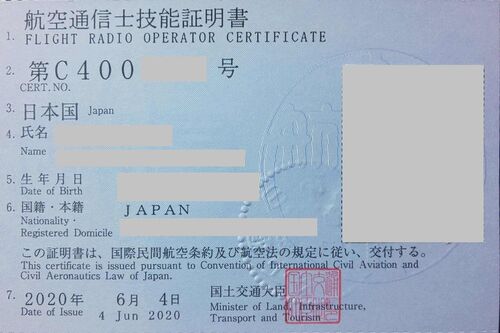 航空通信士技能証明書
1. FLIGHT RADIO OPERATOR CERTIFICATE
2. 第C400 号
CERT. NO.
3. 日本国 Japan
4. 氏名
Name
5. 生年月日
Date of Birth
6. 国籍・本籍 JAPAN
Nationality・
Registered Domicile
この証明書は、国際民間航空条約及び航空法の規定に従い、交付する。
This certificate is issued pursuant to Convention of International Civil Aviation and
Civil Aeronautics Law of Japan.
7. 2020年 6月 4日 国土交通大臣
Date of Issue 4 Jun 2020 Minister of Land, Infrastructure,
Transport and Tourism